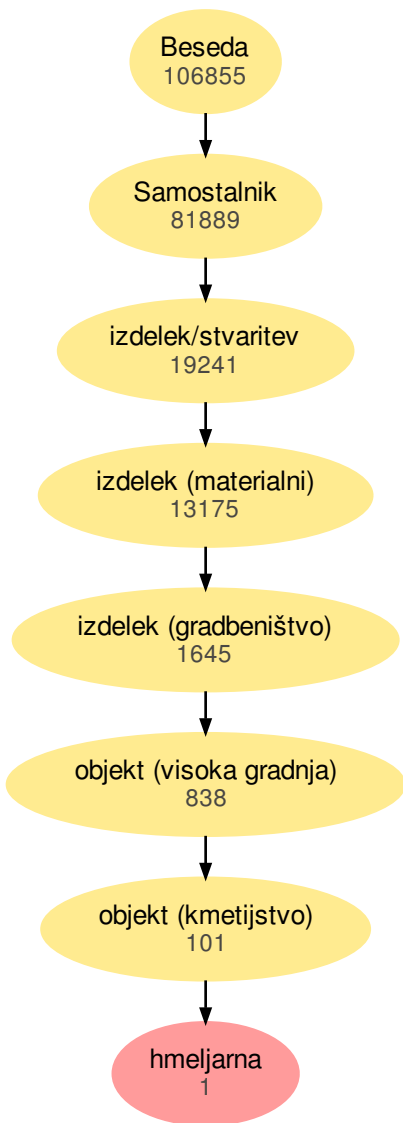 Beseda
106855
Samostalnik
81889
izdelek/stvaritev
19241
izdelek (materialni)
13175
izdelek (gradbeništvo)
1645
objekt (visoka gradnja)
838
objekt (kmetijstvo)
101
hmeljarna
1